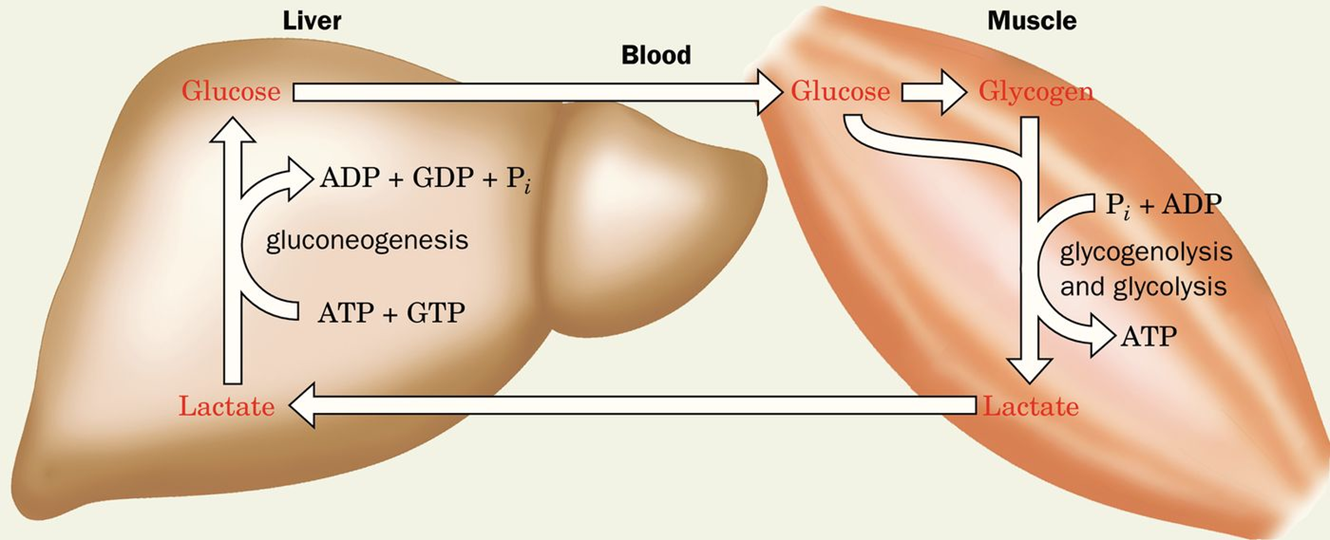 Liver
Muscle
Blood
Glucose
Glucose
Glycogen
ADP + GDP + Pᵢ
Pᵢ + ADP
gluconeogenesis
glycogenolysis
and glycolysis
ATP + GTP
ATP
Lactate
Lactate